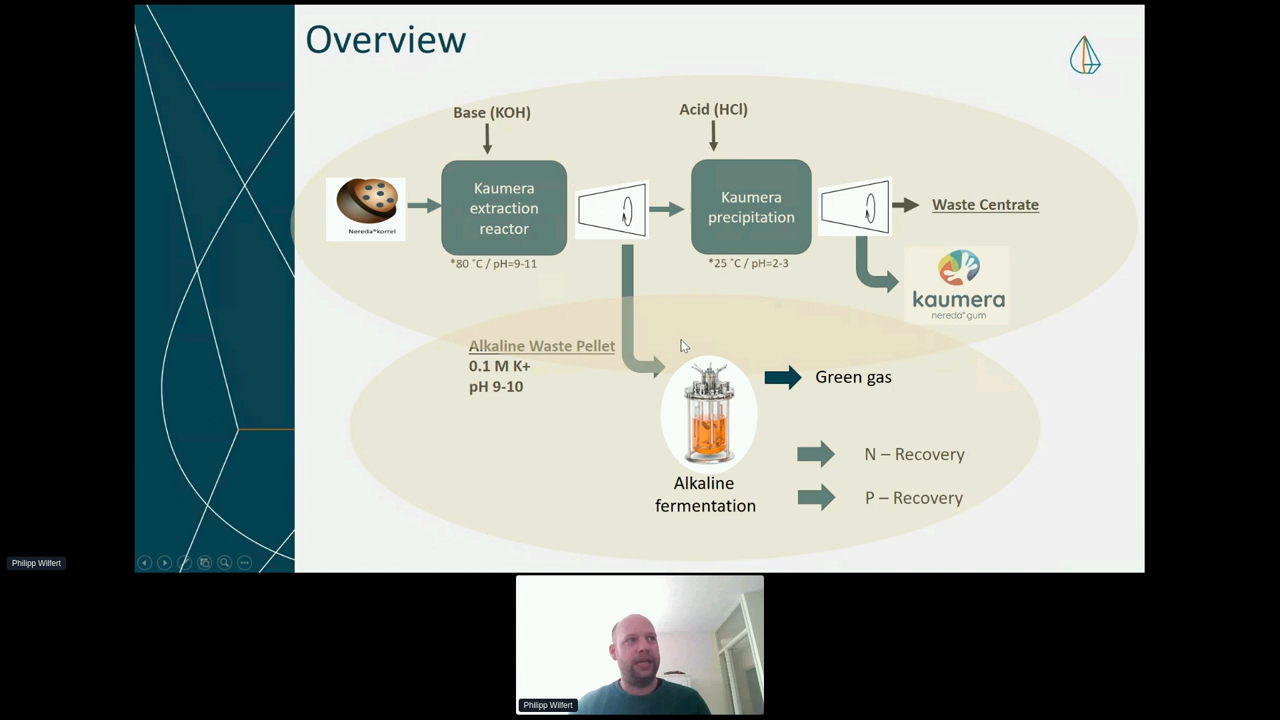 Overview
Base (KOH)
Acid (HCl)
Nereda®korrel
Kaumera
extraction
reactor
*80 ˚C / pH=9-11
Kaumera
precipitation
*25 ˚C / pH=2-3
Waste Centrate
kaumera
nereda® gum
Alkaline Waste Pellet
0.1 M K+
pH 9-10
Green gas
Alkaline
fermentation
N – Recovery
P – Recovery
Philipp Wilfert
Philipp Wilfert